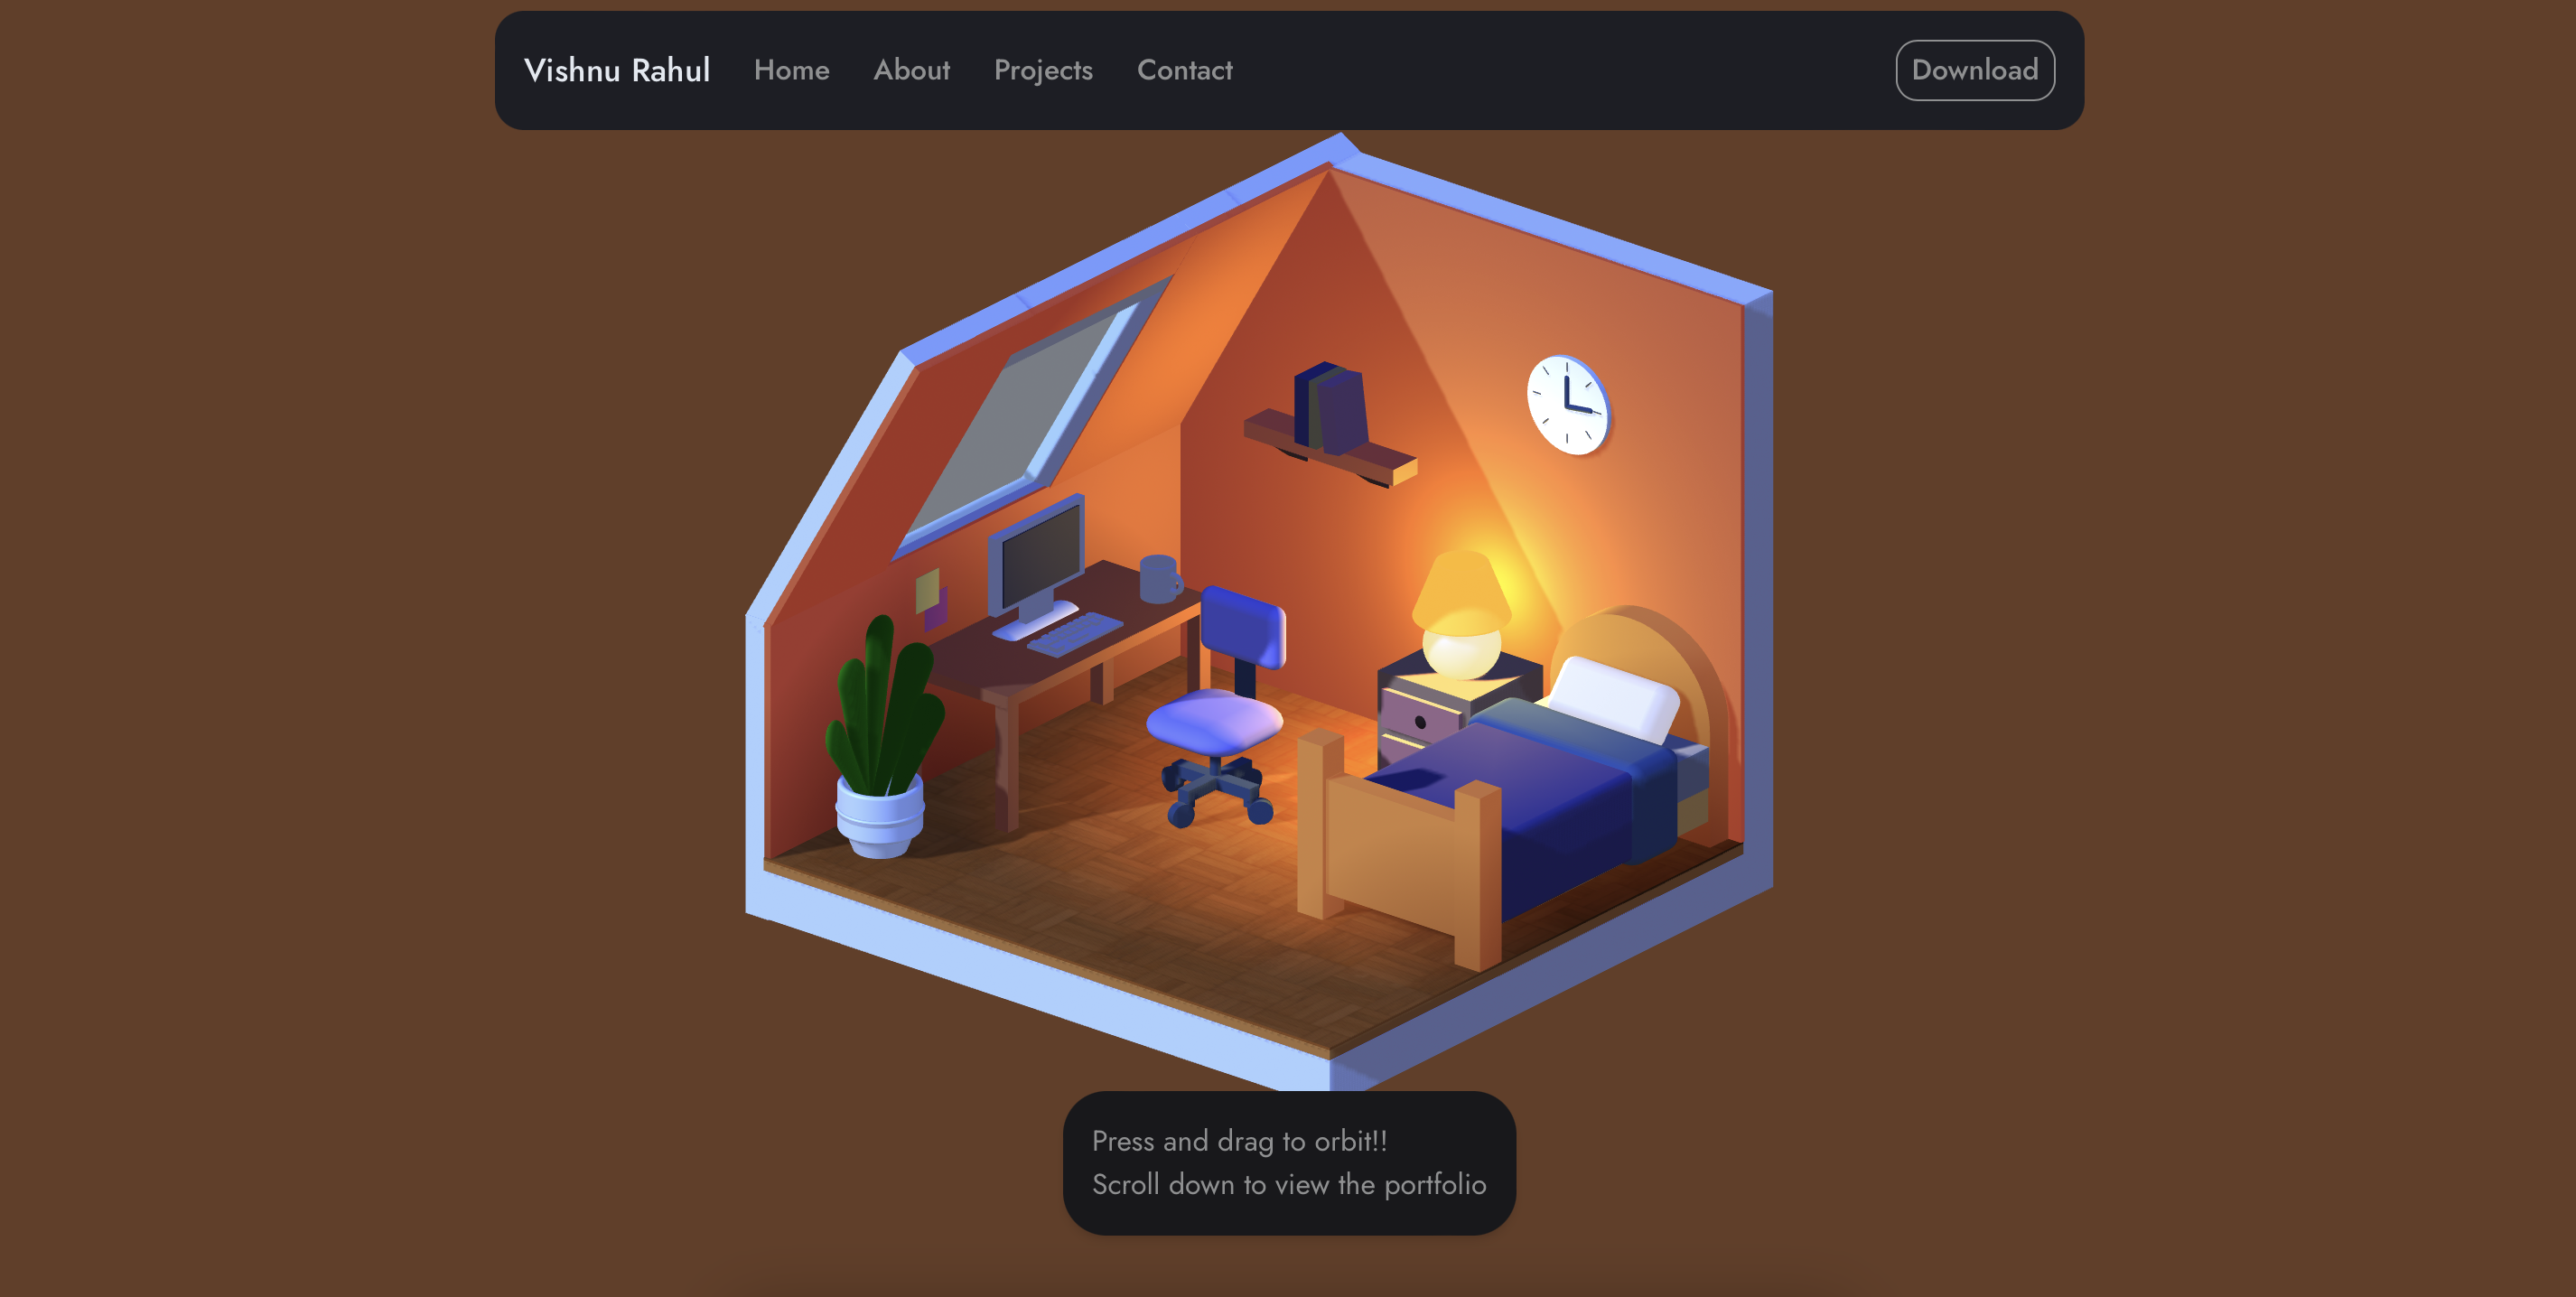 Vishnu Rahul Home About Projects Contact Download
Press and drag to orbit!!
Scroll down to view the portfolio